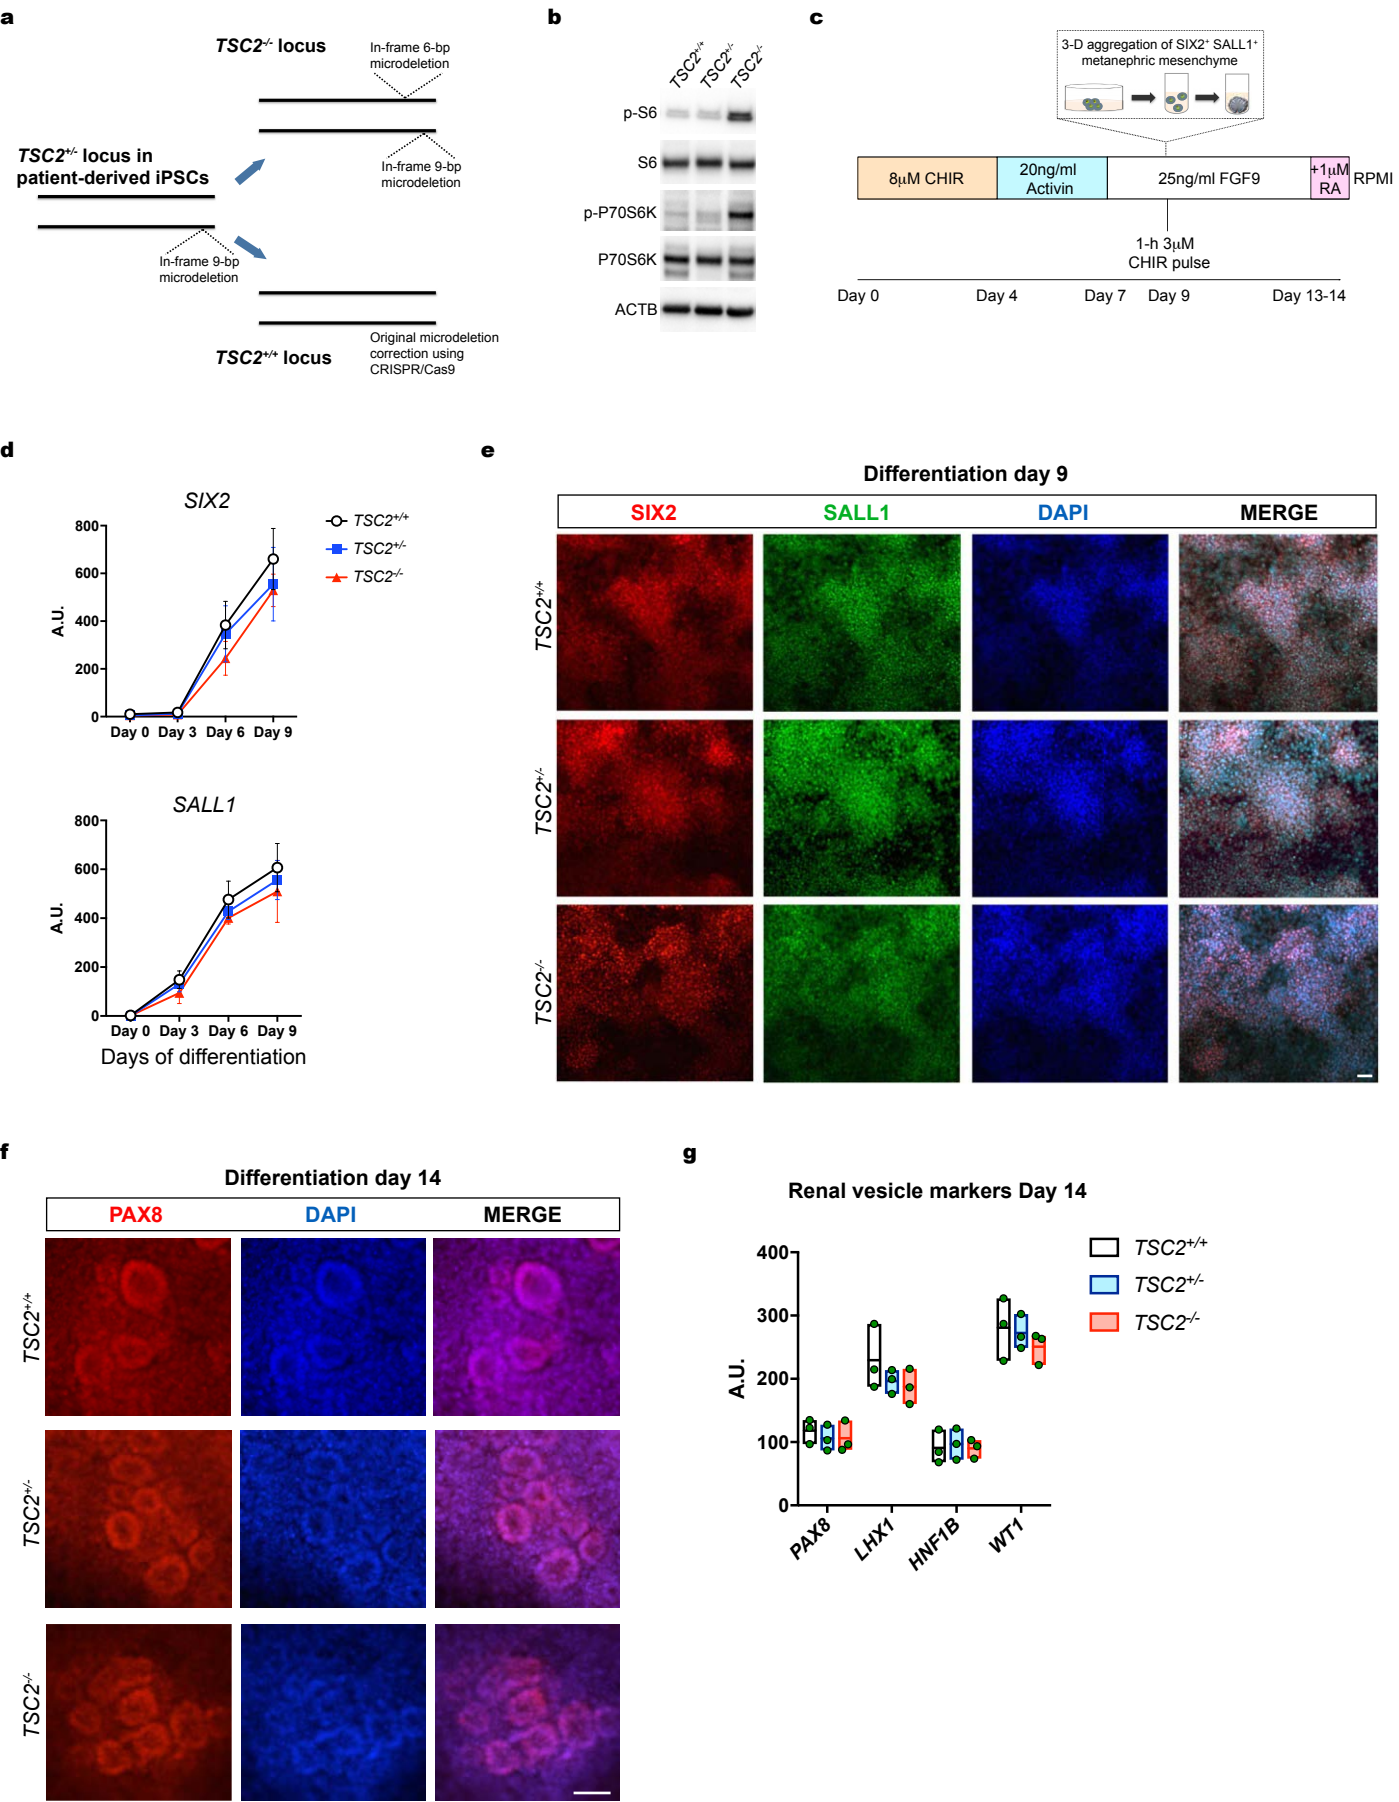 a
TSC2-/- locus
In-frame 6-bp
microdeletion
TSC2+/- locus in
patient-derived iPSCs
In-frame 9-bp
microdeletion
In-frame 9-bp
microdeletion
TSC2+/+ locus
Original microdeletion
correction using
CRISPR/Cas9
b
TSC2+/+
TSC2+/-
TSC2-/-
p-S6
S6
p-P70S6K
P70S6K
ACTB
c
3-D aggregation of SIX2+ SALL1+
metanephric mesenchyme
8μM CHIR
20ng/ml
Activin
25ng/ml FGF9
+1μM
RA
RPMI
1-h 3μM
CHIR pulse
Day 0
Day 4
Day 7
Day 9
Day 13-14
d
SIX2
800
600
400
200
0
A.U.
Day 0 Day 3 Day 6 Day 9
TSC2+/+
TSC2+/-
TSC2-/-
SALL1
800
600
400
200
0
A.U.
Day 0 Day 3 Day 6 Day 9
Days of differentiation
e
Differentiation day 9
SIX2 SALL1 DAPI MERGE
TSC2+/+
TSC2+/-
TSC2-/-
f
Differentiation day 14
PAX8 DAPI MERGE
TSC2+/+
TSC2+/-
TSC2-/-
g
Renal vesicle markers Day 14
400
300
200
100
0
A.U.
PAX8
LHX1
HNF1B
WT1
TSC2+/+
TSC2+/-
TSC2-/-